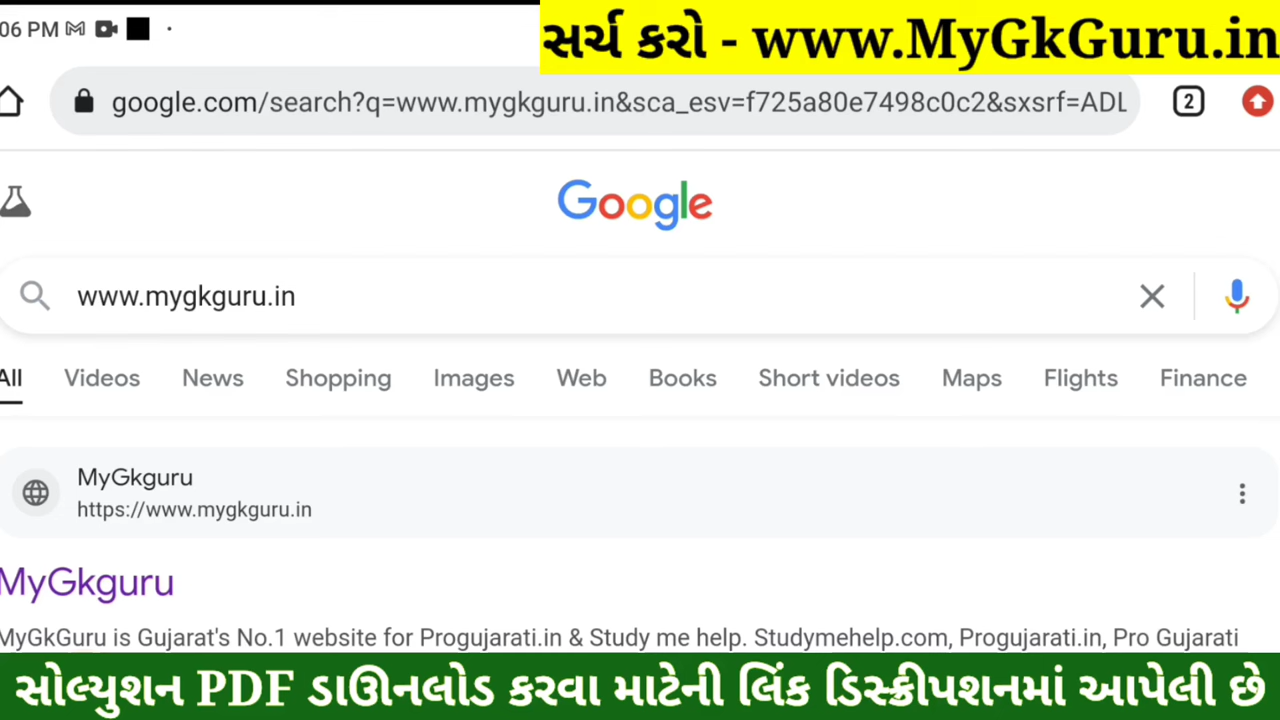 06 PM
સર્ચ કરો - www.MyGkGuru.in
google.com/search?q=www.mygkguru.in&sca_esv=f725a80e7498c0c2&sxsrf=ADL
2
Google
www.mygkguru.in
All Videos News Shopping Images Web Books Short videos Maps Flights Finance
MyGkguru
https://www.mygkguru.in
MyGkguru
MyGkGuru is Gujarat's No.1 website for Progujarati.in & Study me help. Studymehelp.com, Progujarati.in, Pro Gujarati
સોલ્યુશન PDF ડાઊનલોડ કરવા માટેની લિંક ડિસ્ક્રીપશનમાં આપેલી છે